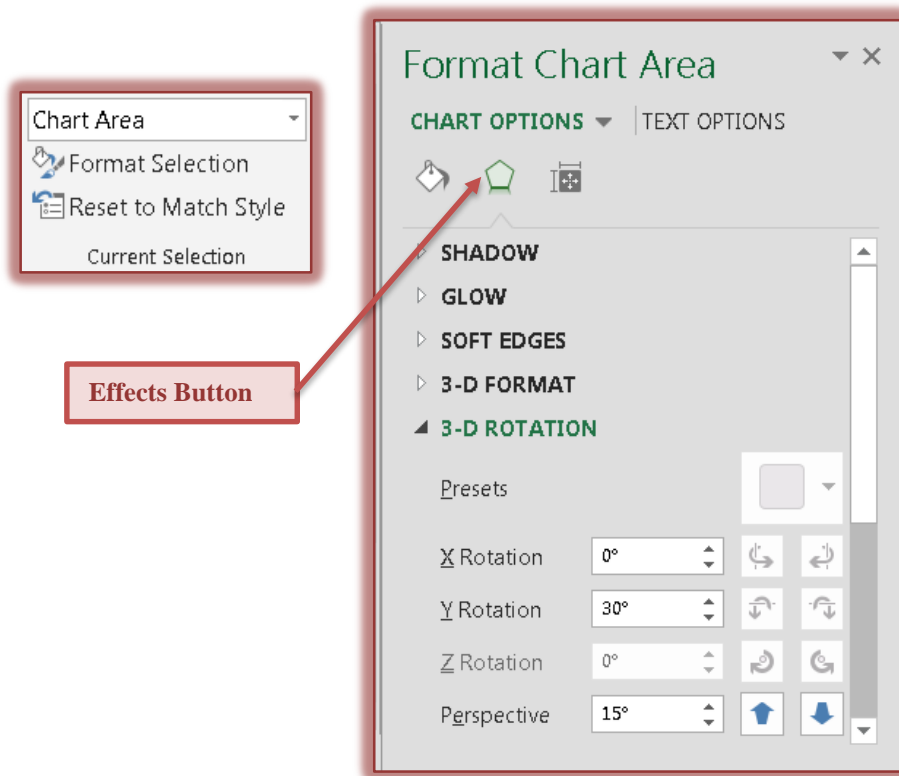 Chart Area
Format Selection
Reset to Match Style
Current Selection
Effects Button
Format Chart Area
CHART OPTIONS TEXT OPTIONS
SHADOW
GLOW
SOFT EDGES
3-D FORMAT
3-D ROTATION
Presets
X Rotation 0°
Y Rotation 30°
Z Rotation 0°
Perspective 15°